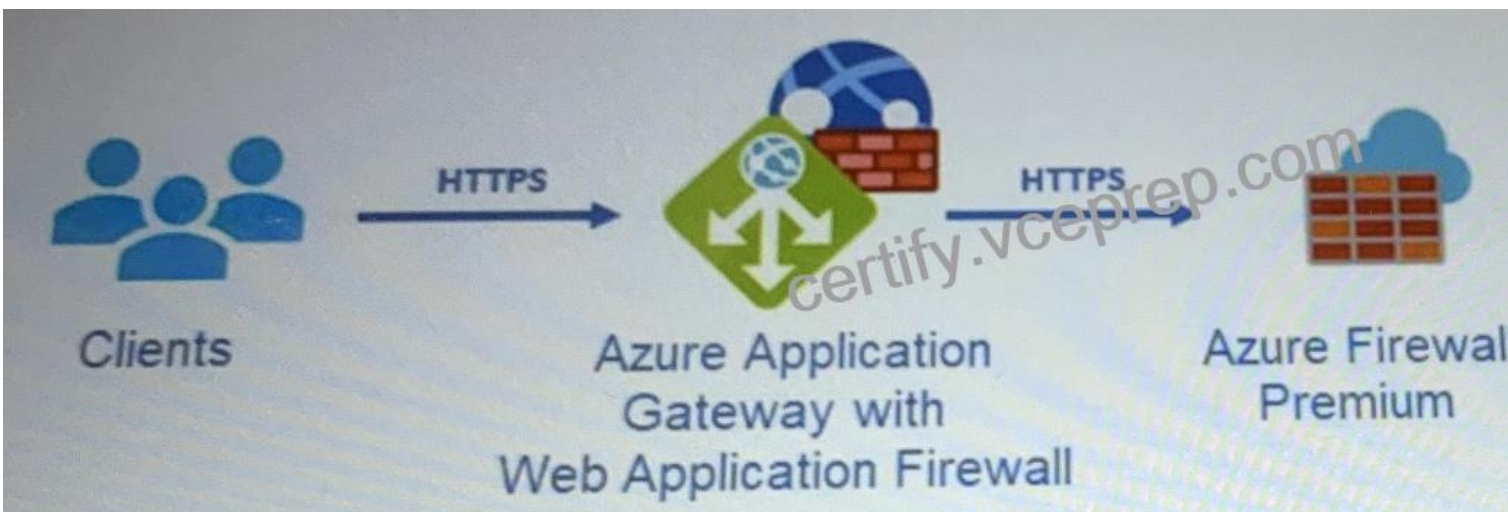 HTTPS
HTTPS
certify.vceprep.com
Clients
Azure Application
Gateway with
Web Application Firewall
Azure Firewal
Premium